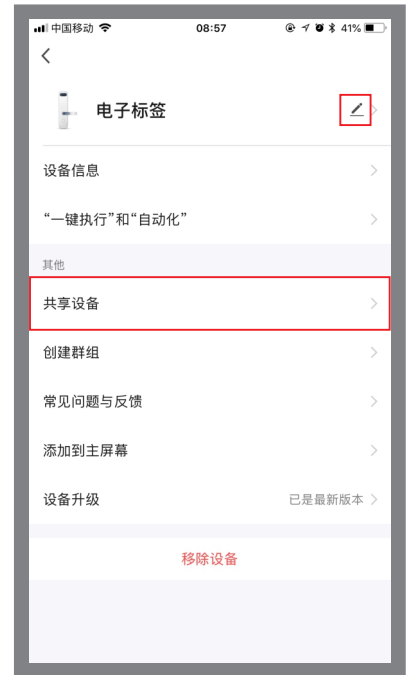 中国移动 08:57 41%
电子标签
设备信息
“一键执行”和“自动化”
其他
共享设备
创建群组
常见问题与反馈
添加到主屏幕
设备升级 已是最新版本
移除设备